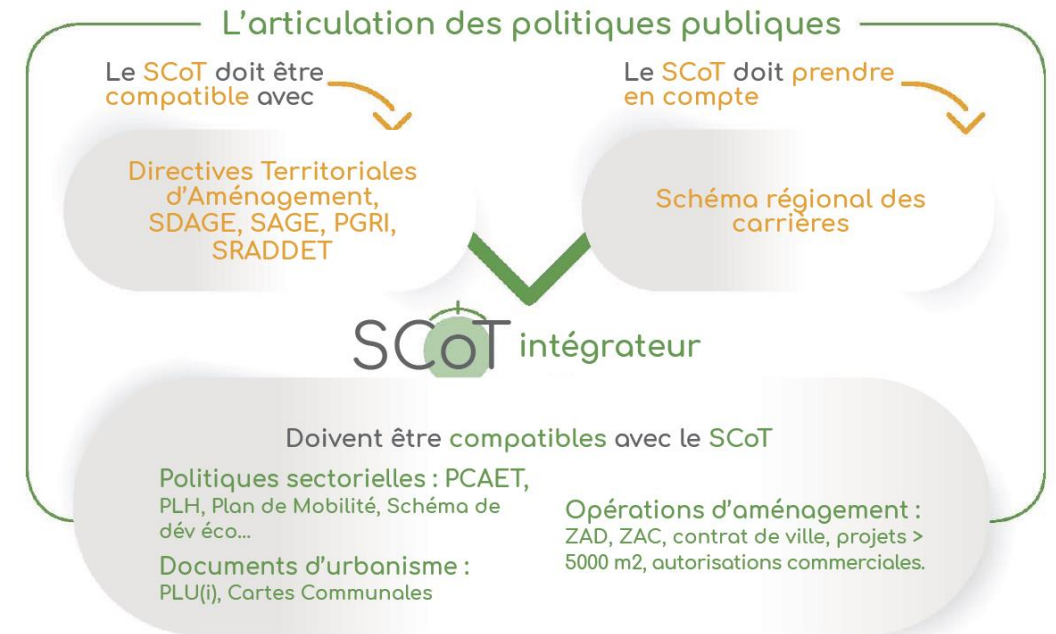 L'articulation des politiques publiques
Le SCoT doit être
compatible avec
Directives Territoriales
d'Aménagement,
SDAGE, SAGE, PGRI,
SRADDET
Le SCoT doit prendre
en compte
Schéma régional des
carrières
SCoT intégrateur
Doivent être compatibles avec le SCoT
Politiques sectorielles : PCAET,
PLH, Plan de Mobilité, Schéma de
dév éco...
Documents d'urbanisme :
PLU(i), Cartes Communales
Opérations d'aménagement :
ZAD, ZAC, contrat de ville, projets >
5000 m2, autorisations commerciales.